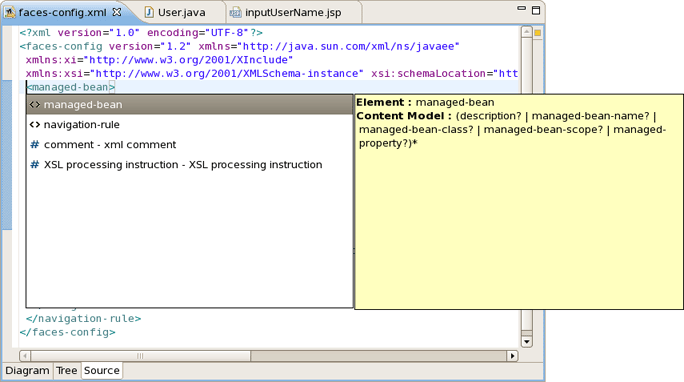 faces-config.xml User.java inputUserName.jsp
<?xml version="1.0" encoding="UTF-8"?>
<faces-config version="1.2" xmlns="http://java.sun.com/xml/ns/javaee"
xmlns:xi="http://www.w3.org/2001/XInclude"
xmlns:xsi="http://www.w3.org/2001/XMLSchema-instance" xsi:schemaLocation="htt
<managed-bean>
<> managed-bean
<> navigation-rule
# comment - xml comment
# XSL processing instruction - XSL processing instruction
Element : managed-bean
Content Model : (description? | managed-bean-name? |
managed-bean-class? | managed-bean-scope? | managed-
property?)*
</navigation-rule>
</faces-config>
Diagram Tree Source